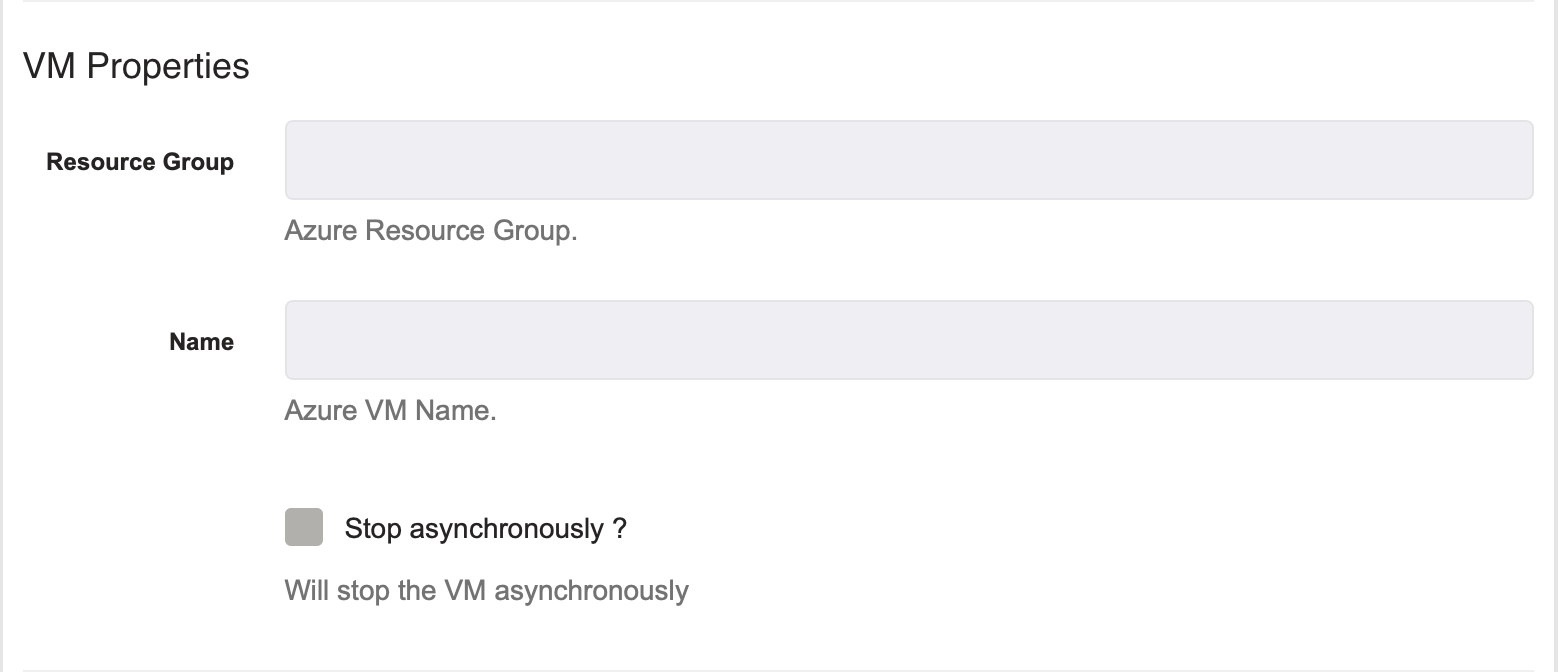 VM Properties
Resource Group
Azure Resource Group.
Name
Azure VM Name.
Stop asynchronously ?
Will stop the VM asynchronously